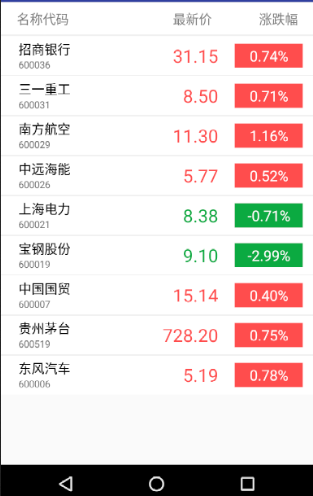 名称代码 最新价 涨跌幅
招商银行 31.15 0.74%
600036
三一重工 8.50 0.71%
600031
南方航空 11.30 1.16%
600029
中远海能 5.77 0.52%
600026
上海电力 8.38 -0.71%
600021
宝钢股份 9.10 -2.99%
600019
中国国贸 15.14 0.40%
600007
贵州茅台 728.20 0.75%
600519
东风汽车 5.19 0.78%
600006